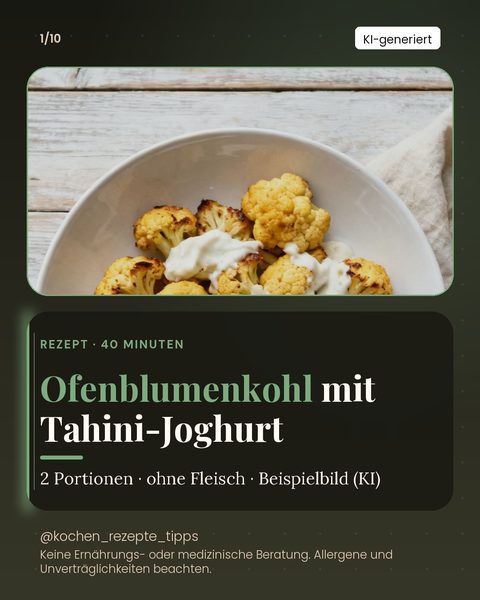 1/10
KI-generiert
REZEPT · 40 MINUTEN
Ofenblumenkohl mit
Tahini-Joghurt
2 Portionen · ohne Fleisch · Beispielbild (KI)
@kochen_rezepte_tipps
Keine Ernährungs- oder medizinische Beratung. Allergene und
Unverträglichkeiten beachten.